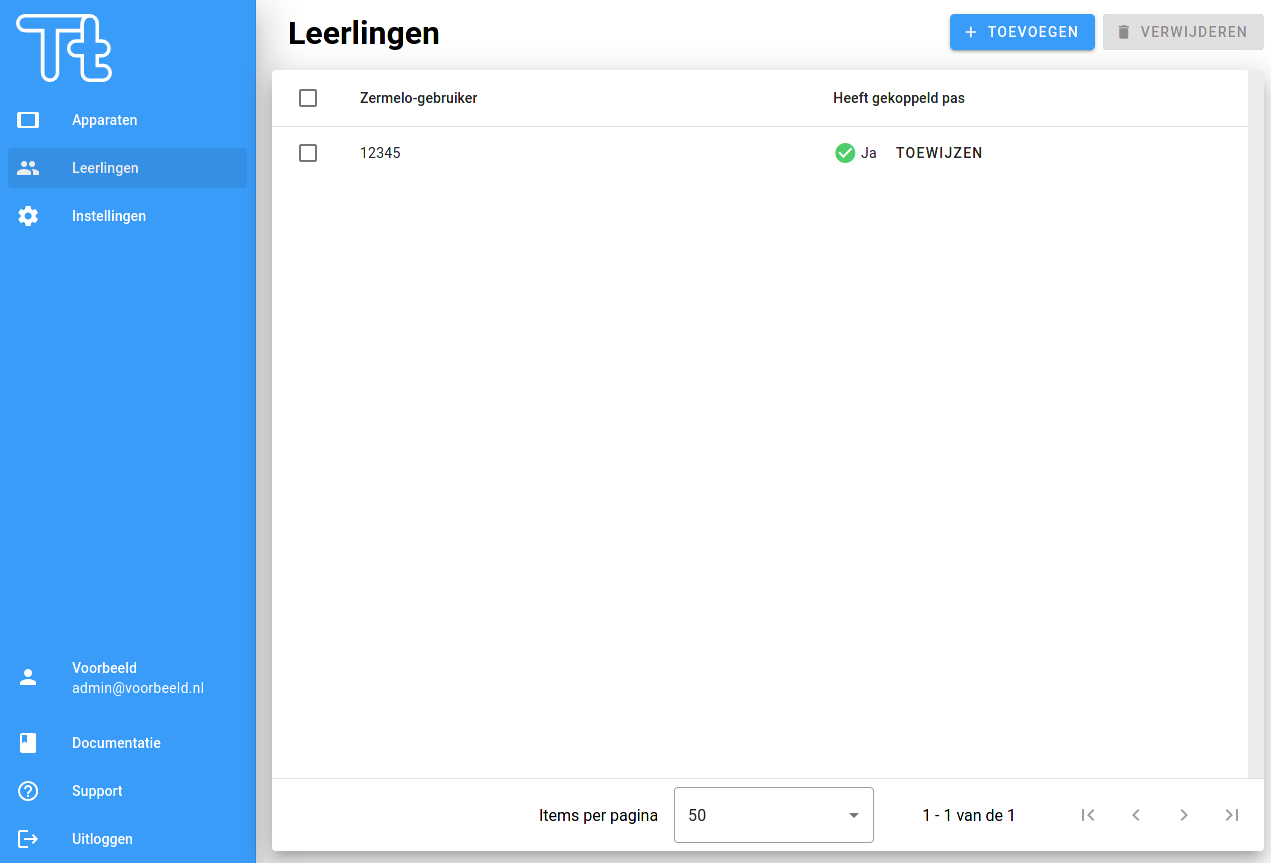 Tt
Apparaten
Leerlingen
Instellingen
Voorbeeld
admin@voorbeeld.nl
Documentatie
Support
Uitloggen
Leerlingen
TOEVOEGEN
VERWIJDEREN
Zermelo-gebruiker Heeft gekoppeld pas
12345 Ja TOEWIJZEN
Items per pagina 50 1 - 1 van de 1